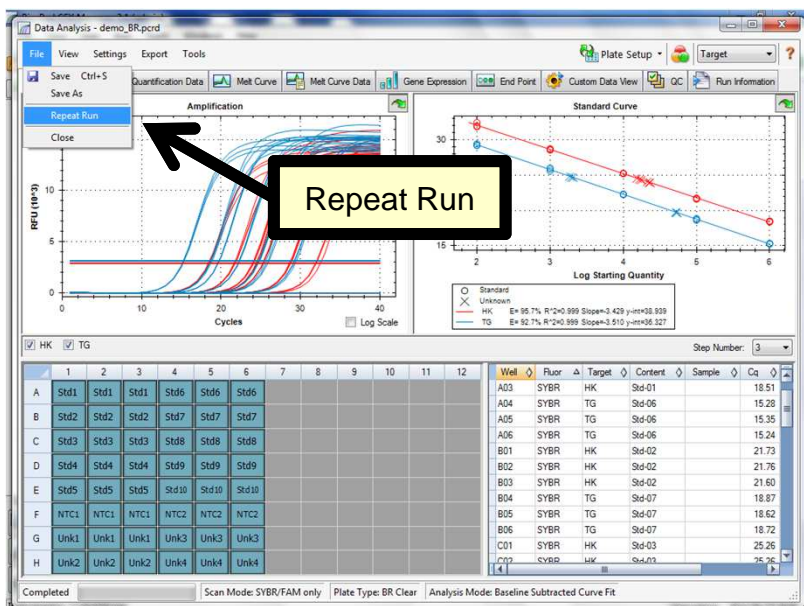 Data Analysis - demo_BR.pcrd
File View Settings Export Tools
Plate Setup
Target
?
Save Ctrl+S
Save As
Repeat Run
Close
Quantification Data Melt Curve Melt Curve Data Gene Expression End Point Custom Data View QC Run Information
Amplification
RFU (10^3)
10
5
0
0 10 20 30 40
Cycles
Log Scale
Repeat Run
Standard Curve
30
15
2 3 4 5 6
Log Starting Quantity
Standard
Unknown
HK E= 95.7% R^2=0.999 Slope=-3.429 y-int=38.939
TG E= 92.7% R^2=0.999 Slope=-3.510 y-int=36.327
HK TG
Step Number: 3
1 2 3 4 5 6 7 8 9 10 11 12
A Std1 Std1 Std1 Std6 Std6 Std6
B Std2 Std2 Std2 Std7 Std7 Std7
C Std3 Std3 Std3 Std8 Std8 Std8
D Std4 Std4 Std4 Std9 Std9 Std9
E Std5 Std5 Std5 Std10 Std10 Std10
F NTC1 NTC1 NTC1 NTC2 NTC2 NTC2
G Unk1 Unk1 Unk1 Unk3 Unk3 Unk3
H Unk2 Unk2 Unk2 Unk4 Unk4 Unk4
Well Fluor Target Content Sample Cq
A03 SYBR HK Std-01 18.51
A04 SYBR TG Std-06 15.28
A05 SYBR TG Std-06 15.35
A06 SYBR TG Std-06 15.24
B01 SYBR HK Std-02 21.73
B02 SYBR HK Std-02 21.76
B03 SYBR HK Std-02 21.60
B04 SYBR TG Std-07 18.87
B05 SYBR TG Std-07 18.62
B06 SYBR TG Std-07 18.72
C01 SYBR HK Std-03 25.26
C02 SYBR HK Std-03 25.26
Completed
Scan Mode: SYBR/FAM only Plate Type: BR Clear Analysis Mode: Baseline Subtracted Curve Fit